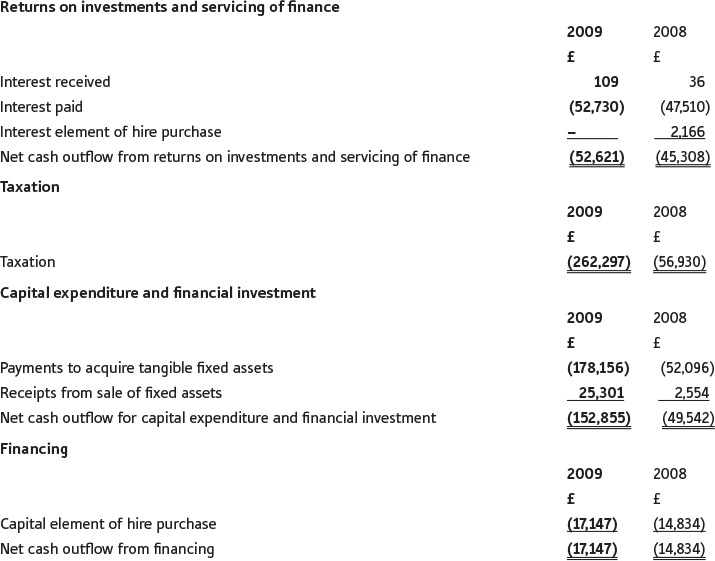 Returns on investments and servicing of finance
2009 2008
£ £
Interest received 109 36
Interest paid (52,730) (47,510)
Interest element of hire purchase – 2,166
Net cash outflow from returns on investments and servicing of finance (52,621) (45,308)
Taxation
2009 2008
£ £
Taxation (262,297) (56,930)
Capital expenditure and financial investment
2009 2008
£ £
Payments to acquire tangible fixed assets (178,156) (52,096)
Receipts from sale of fixed assets 25,301 2,554
Net cash outflow for capital expenditure and financial investment (152,855) (49,542)
Financing
2009 2008
£ £
Capital element of hire purchase (17,147) (14,834)
Net cash outflow from financing (17,147) (14,834)